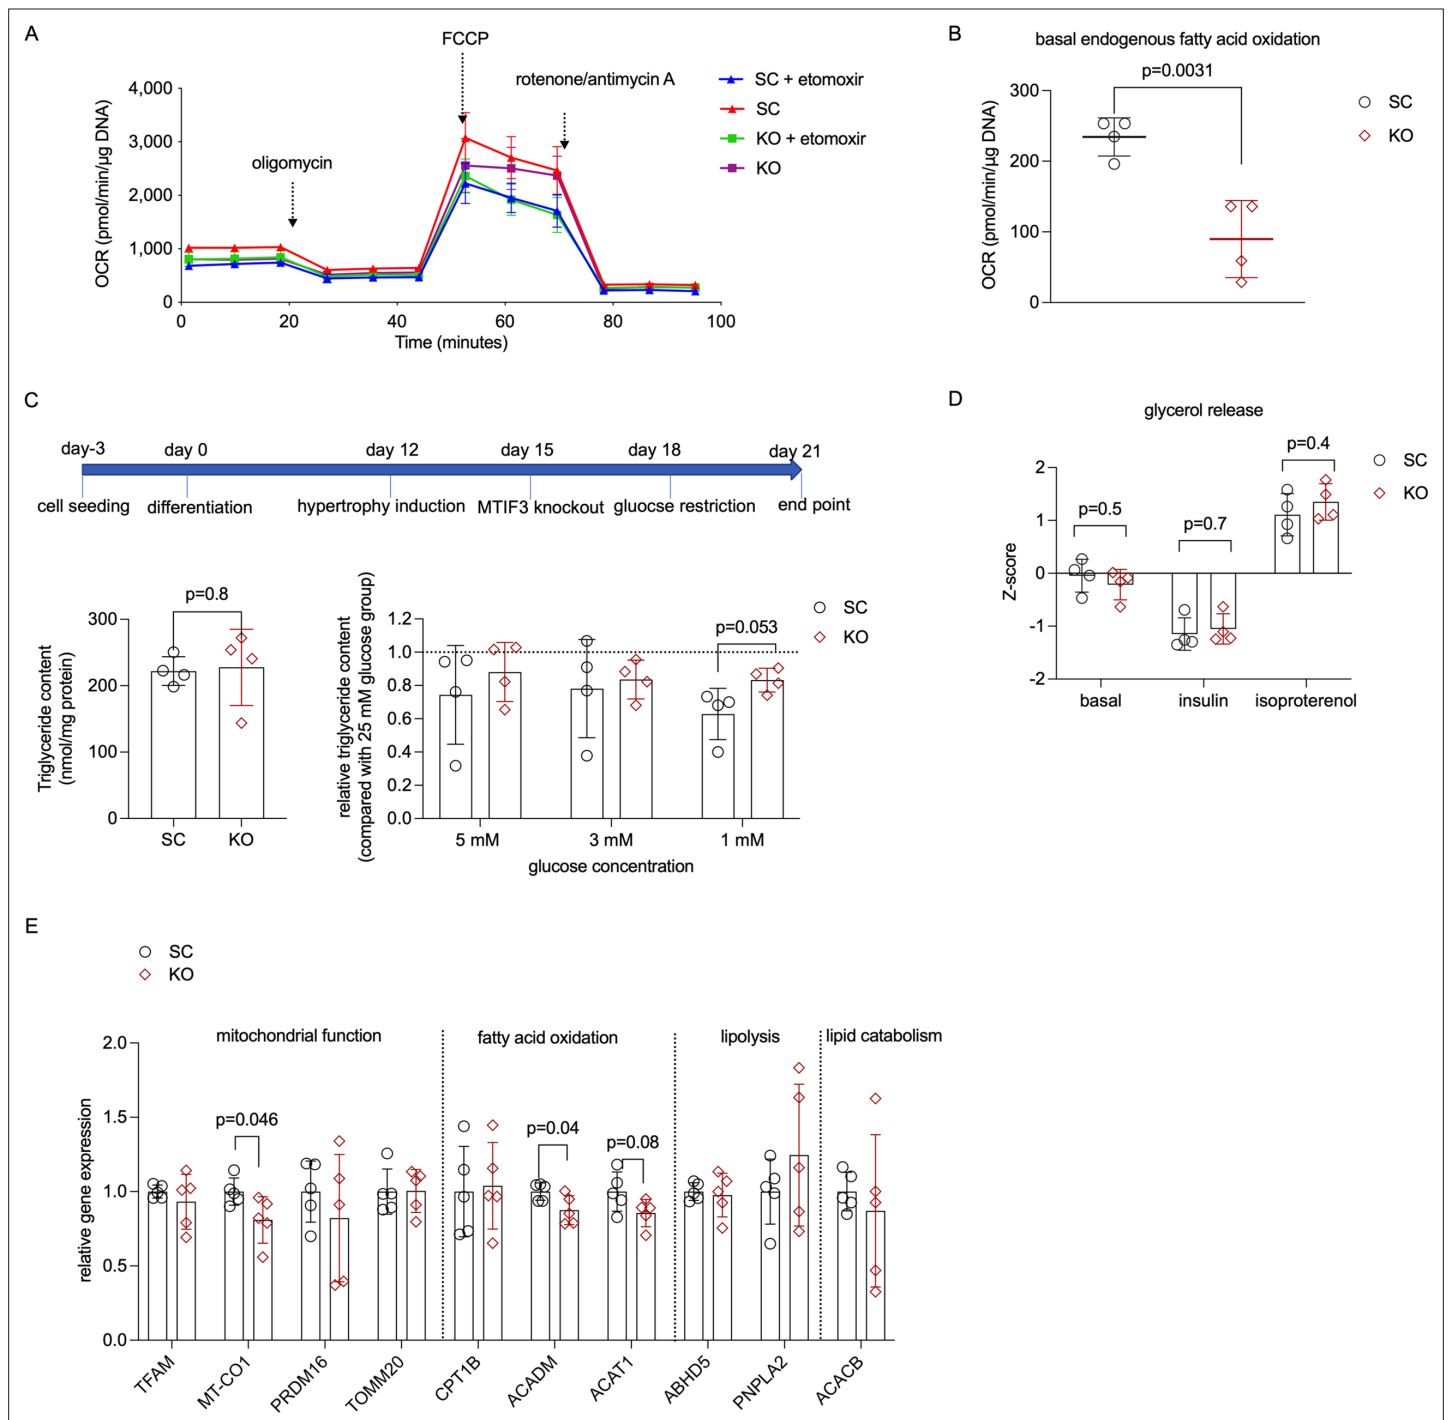 A
FCCP
rotenone/antimycin A
oligomycin
SC + etomoxir
SC
KO + etomoxir
KO
OCR (pmol/min/µg DNA)
4,000
3,000
2,000
1,000
0
0 20 40 60 80 100
Time (minutes)
B
basal endogenous fatty acid oxidation
p=0.0031
SC
KO
OCR (pmol/min/µg DNA)
300
200
100
0
C
day-3 day 0 day 12 day 15 day 18 day 21
cell seeding differentiation hypertrophy induction MTIF3 knockout glucose restriction end point
p=0.8
Triglyceride content
(nmol/mg protein)
300
200
100
0
SC KO
relative triglyceride content
(compared with 25 mM glucose group)
1.2
1.0
0.8
0.6
0.4
0.2
0.0
p=0.053
SC
KO
5 mM 3 mM 1 mM
glucose concentration
D
glycerol release
p=0.4
p=0.5
p=0.7
SC
KO
Z-score
2
1
0
-1
-2
basal insulin isoproterenol
E
SC
KO
mitochondrial function fatty acid oxidation lipolysis lipid catabolism
relative gene expression
2.0
1.5
1.0
0.5
0.0
p=0.046
p=0.04
p=0.08
TFAM MT-CO1 PRDM16 TOMM20 CPT1B ACADM ACAT1 ABHD5 PNPLA2 ACACB